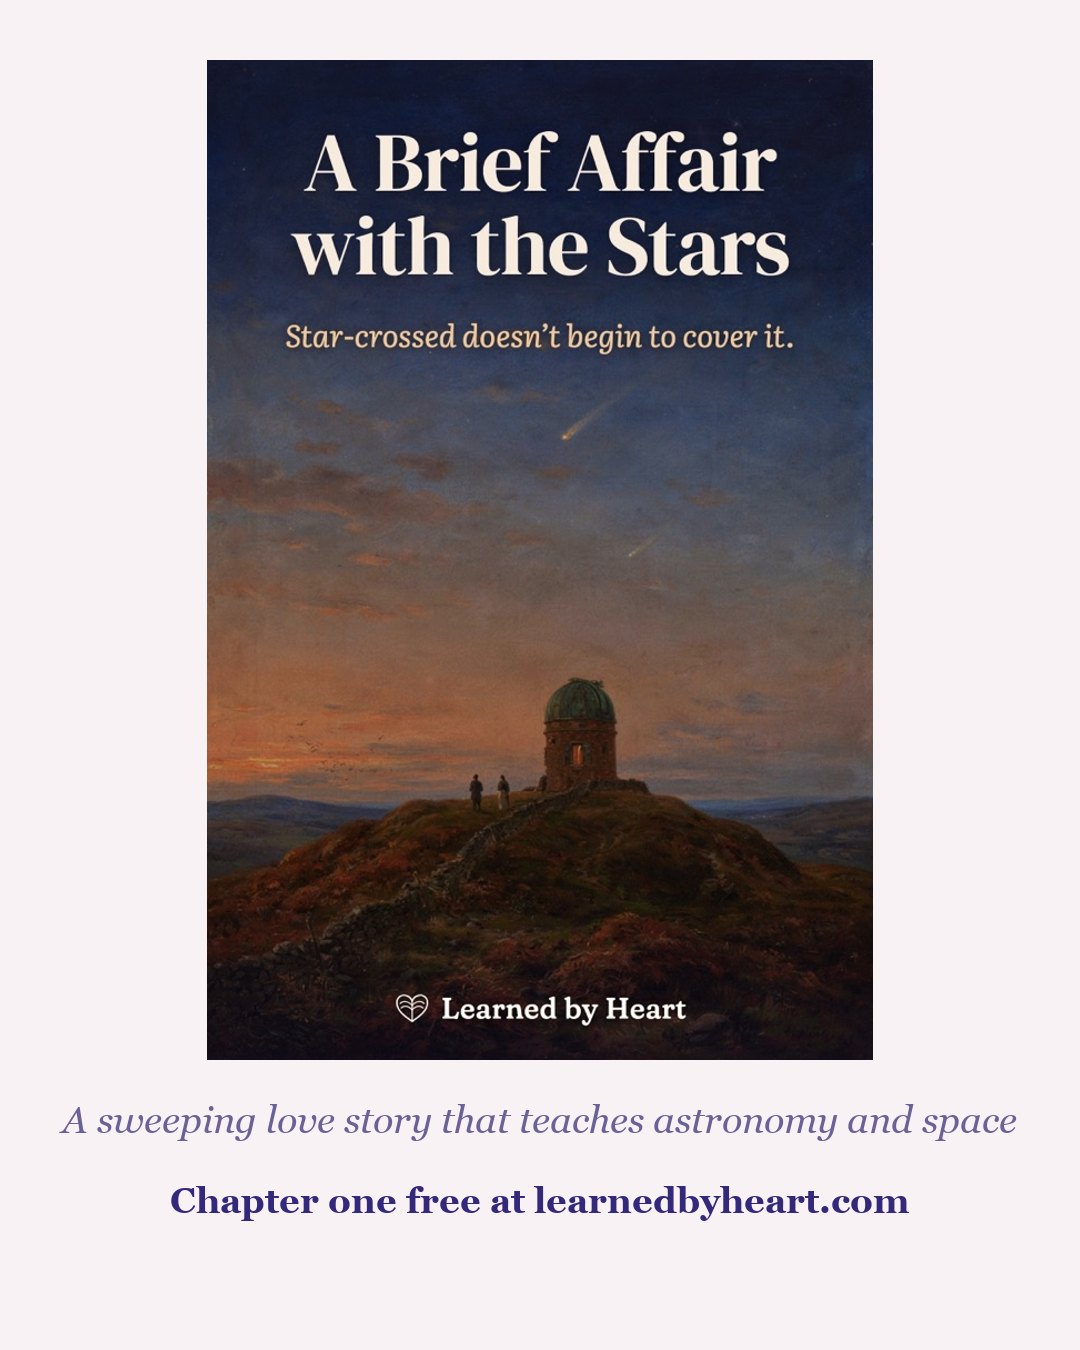 A Brief Affair
with the Stars
Star-crossed doesn’t begin to cover it.
Learned by Heart
A sweeping love story that teaches astronomy and space
Chapter one free at learnedbyheart.com